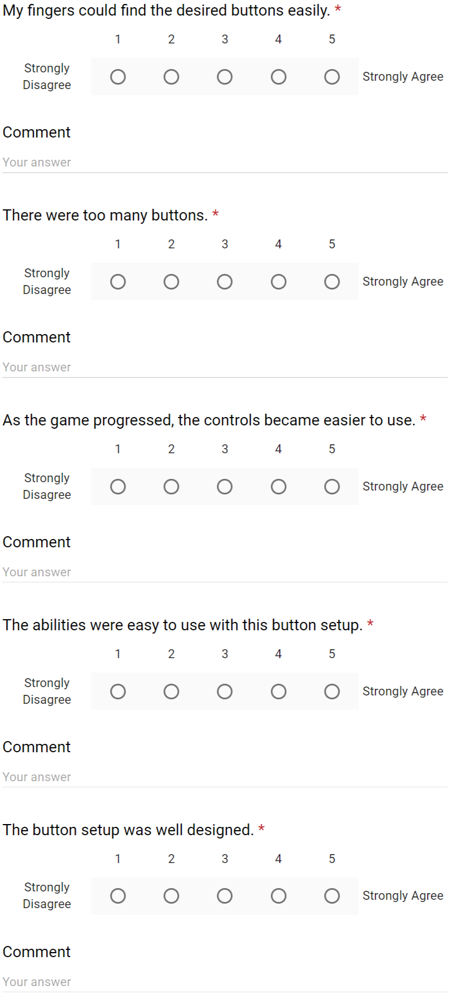 My fingers could find the desired buttons easily. *
1 2 3 4 5
Strongly
Disagree
Strongly Agree
Comment
Your answer
There were too many buttons. *
1 2 3 4 5
Strongly
Disagree
Strongly Agree
Comment
Your answer
As the game progressed, the controls became easier to use. *
1 2 3 4 5
Strongly
Disagree
Strongly Agree
Comment
Your answer
The abilities were easy to use with this button setup. *
1 2 3 4 5
Strongly
Disagree
Strongly Agree
Comment
Your answer
The button setup was well designed. *
1 2 3 4 5
Strongly
Disagree
Strongly Agree
Comment
Your answer